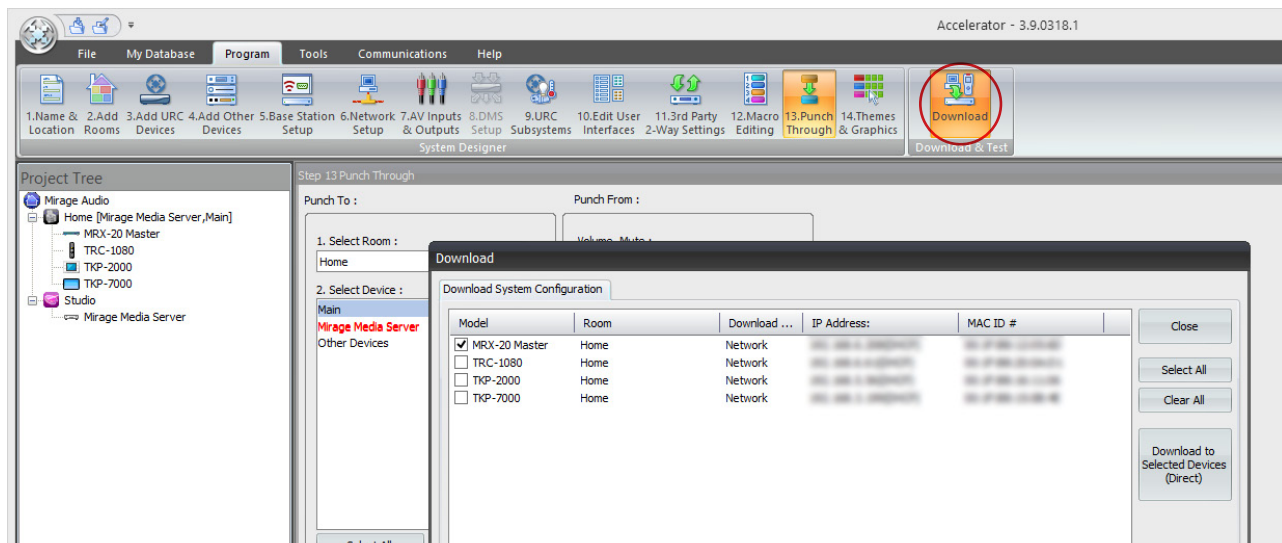 Accelerator - 3.9.0318.1
File My Database Program Tools Communications Help
1.Name & 2.Add 3.Add URC 4.Add Other 5.Base Station 6.Network 7.AV Inputs 8.DMS 9.URC 10.Edit User 11.3rd Party 12.Macro 13.Punch 14.Themes Download
Location Rooms Devices Devices Setup Setup & Outputs Setup Subsystems Interfaces 2-Way Settings Editing Through & Graphics
System Designer Download & Test
Project Tree
Mirage Audio
Home [Mirage Media Server,Main]
MRX-20 Master
TRC-1080
TKP-2000
TKP-7000
Studio
Mirage Media Server
Step 13 Punch Through
Punch To : Punch From :
1. Select Room : Volume, Mute :
Home
2. Select Device :
Main
Mirage Media Server
Other Devices
Select All
Download
Download System Configuration
Model Room Download ... IP Address: MAC ID #
MRX-20 Master Home Network
TRC-1080 Home Network
TKP-2000 Home Network
TKP-7000 Home Network
Close
Select All
Clear All
Download to
Selected Devices
(Direct)